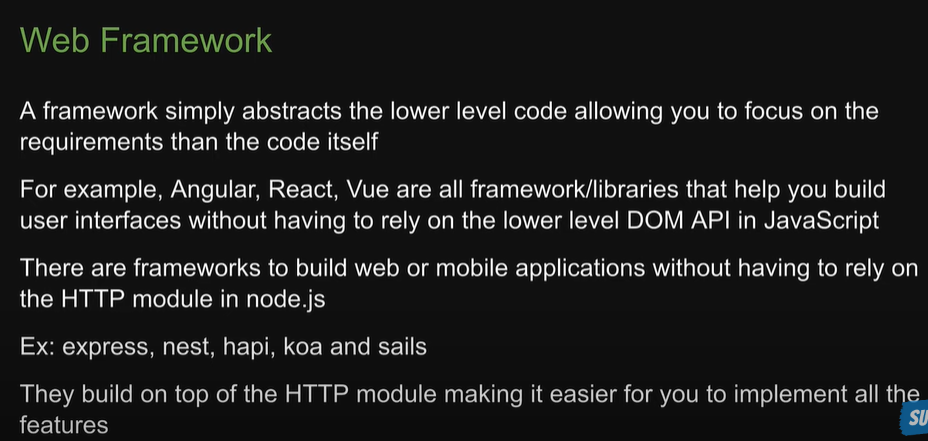 Web Framework
A framework simply abstracts the lower level code allowing you to focus on the
requirements than the code itself
For example, Angular, React, Vue are all framework/libraries that help you build
user interfaces without having to rely on the lower level DOM API in JavaScript
There are frameworks to build web or mobile applications without having to rely on
the HTTP module in node.js
Ex: express, nest, hapi, koa and sails
They build on top of the HTTP module making it easier for you to implement all the
features
SU